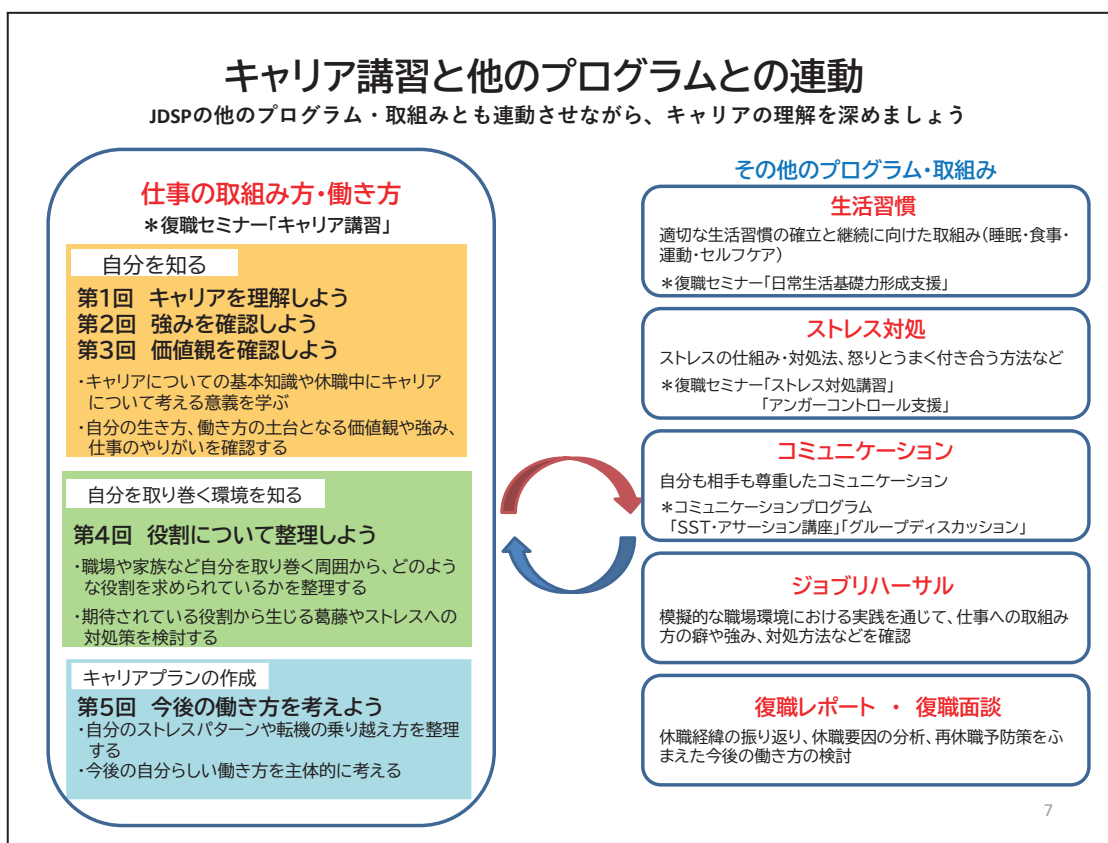 キャリア講習と他のプログラムとの連動
JDSPの他のプログラム・取組みとも連動させながら、キャリアの理解を深めましょう
仕事の取組み方・働き方
＊復職セミナー「キャリア講習」
自分を知る
第1回 キャリアを理解しよう
第2回 強みを確認しよう
第3回 価値観を確認しよう
・キャリアについての基本知識や休職中にキャリア
について考える意義を学ぶ
・自分の生き方、働き方の土台となる価値観や強み、
仕事のやりがいを確認する
自分を取り巻く環境を知る
第4回 役割について整理しよう
・職場や家族など自分を取り巻く周囲から、どのよう
な役割を求められているかを整理する
・期待されている役割から生じる葛藤やストレスへの
対処策を検討する
キャリアプランの作成
第5回 今後の働き方を考えよう
・自分のストレスパターンや転機の乗り越え方を整理
する
・今後の自分らしい働き方を主体的に考える
その他のプログラム・取組み
生活習慣
適切な生活習慣の確立と継続に向けた取組み（睡眠・食事・
運動・セルフケア）
＊復職セミナー「日常生活基礎力形成支援」
ストレス対処
ストレスの仕組み・対処法、怒りとうまく付き合う方法など
＊復職セミナー「ストレス対処講習」
「アンガーコントロール支援」
コミュニケーション
自分も相手も尊重したコミュニケーション
＊コミュニケーションプログラム
「SST・アサーション講座」「グループディスカッション」
ジョブリハーサル
模擬的な職場環境における実践を通じて、仕事への取組み
方の癖や強み、対処方法などを確認
復職レポート ・ 復職面談
休職経緯の振り返り、休職要因の分析、再休職予防策をふ
まえた今後の働き方の検討
7